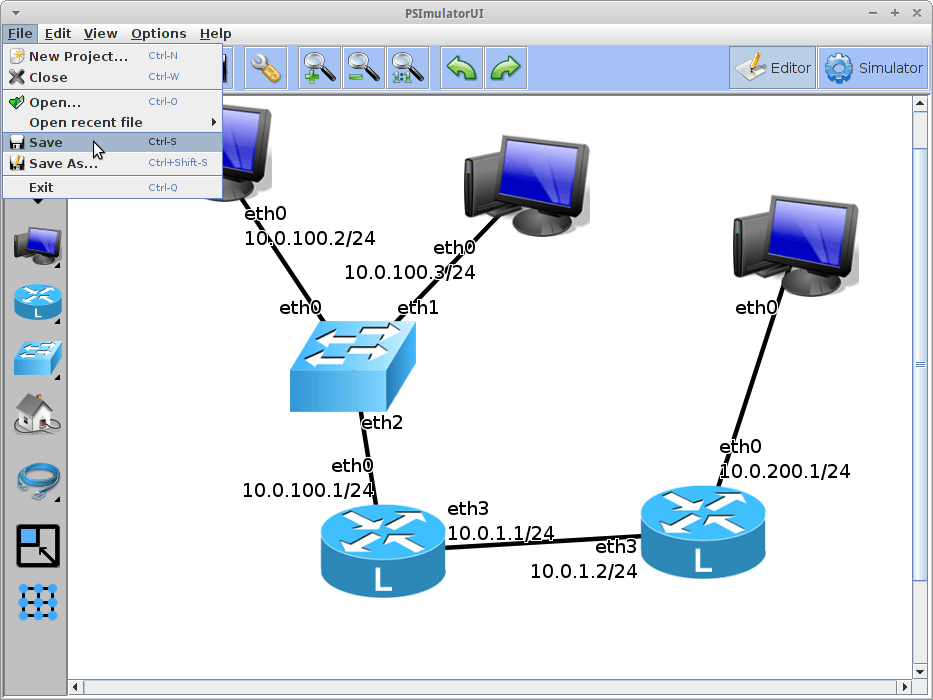 PSImulatorUI
File Edit View Options Help
New Project... Ctrl-N
Close Ctrl-W
Open... Ctrl-O
Open recent file
Save Ctrl-S
Save As... Ctrl+Shift-S
Exit Ctrl-Q
Editor
Simulator
eth0
10.0.100.2/24
eth0
10.0.100.3/24
eth0
eth1
eth0
eth2
eth0
10.0.100.1/24
eth0
10.0.200.1/24
eth3
10.0.1.1/24
eth3
10.0.1.2/24
L
L
L